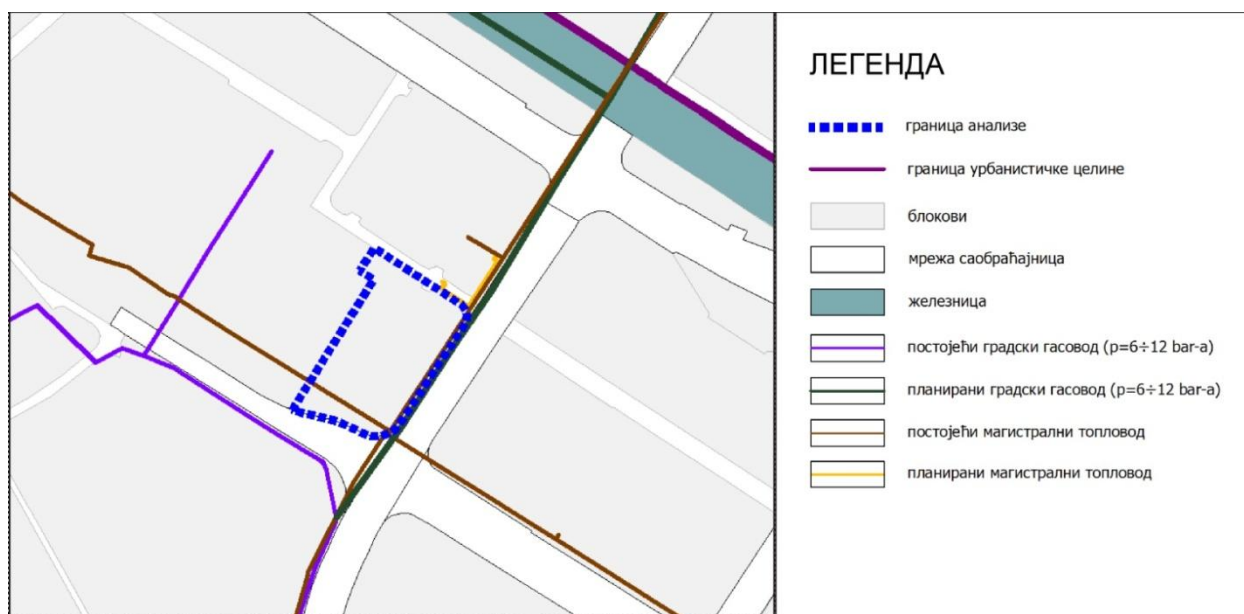 ЛЕГЕНДА
граница анализе
граница урбанистичке целине
блокови
мрежа саобраћајница
железница
постојећи градски гасовод (p=6÷12 bar-a)
планирани градски гасовод (p=6÷12 bar-a)
постојећи магистрални топловод
планирани магистрални топловод